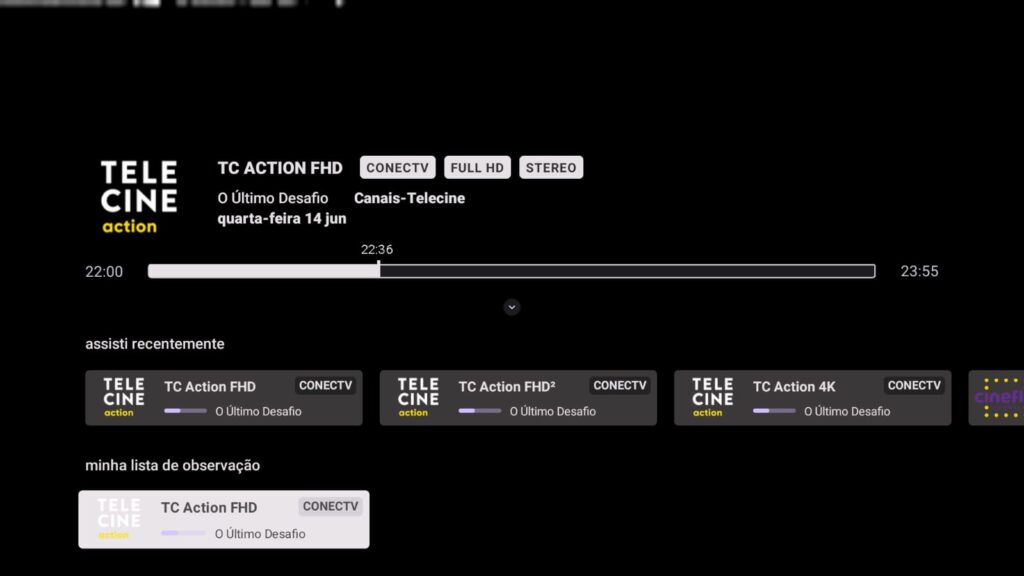 TELE
CINE
action
TC ACTION FHD CONECTV FULL HD STEREO
O Último Desafio Canais-Telecine
quarta-feira 14 jun
22:36
22:00 23:55
assisti recentemente
TELE
CINE
action
TC Action FHD CONECTV
O Último Desafio
TELE
CINE
action
TC Action FHD² CONECTV
O Último Desafio
TELE
CINE
action
TC Action 4K CONECTV
O Último Desafio
minha lista de observação
TELE
CINE
action
TC Action FHD CONECTV
O Último Desafio